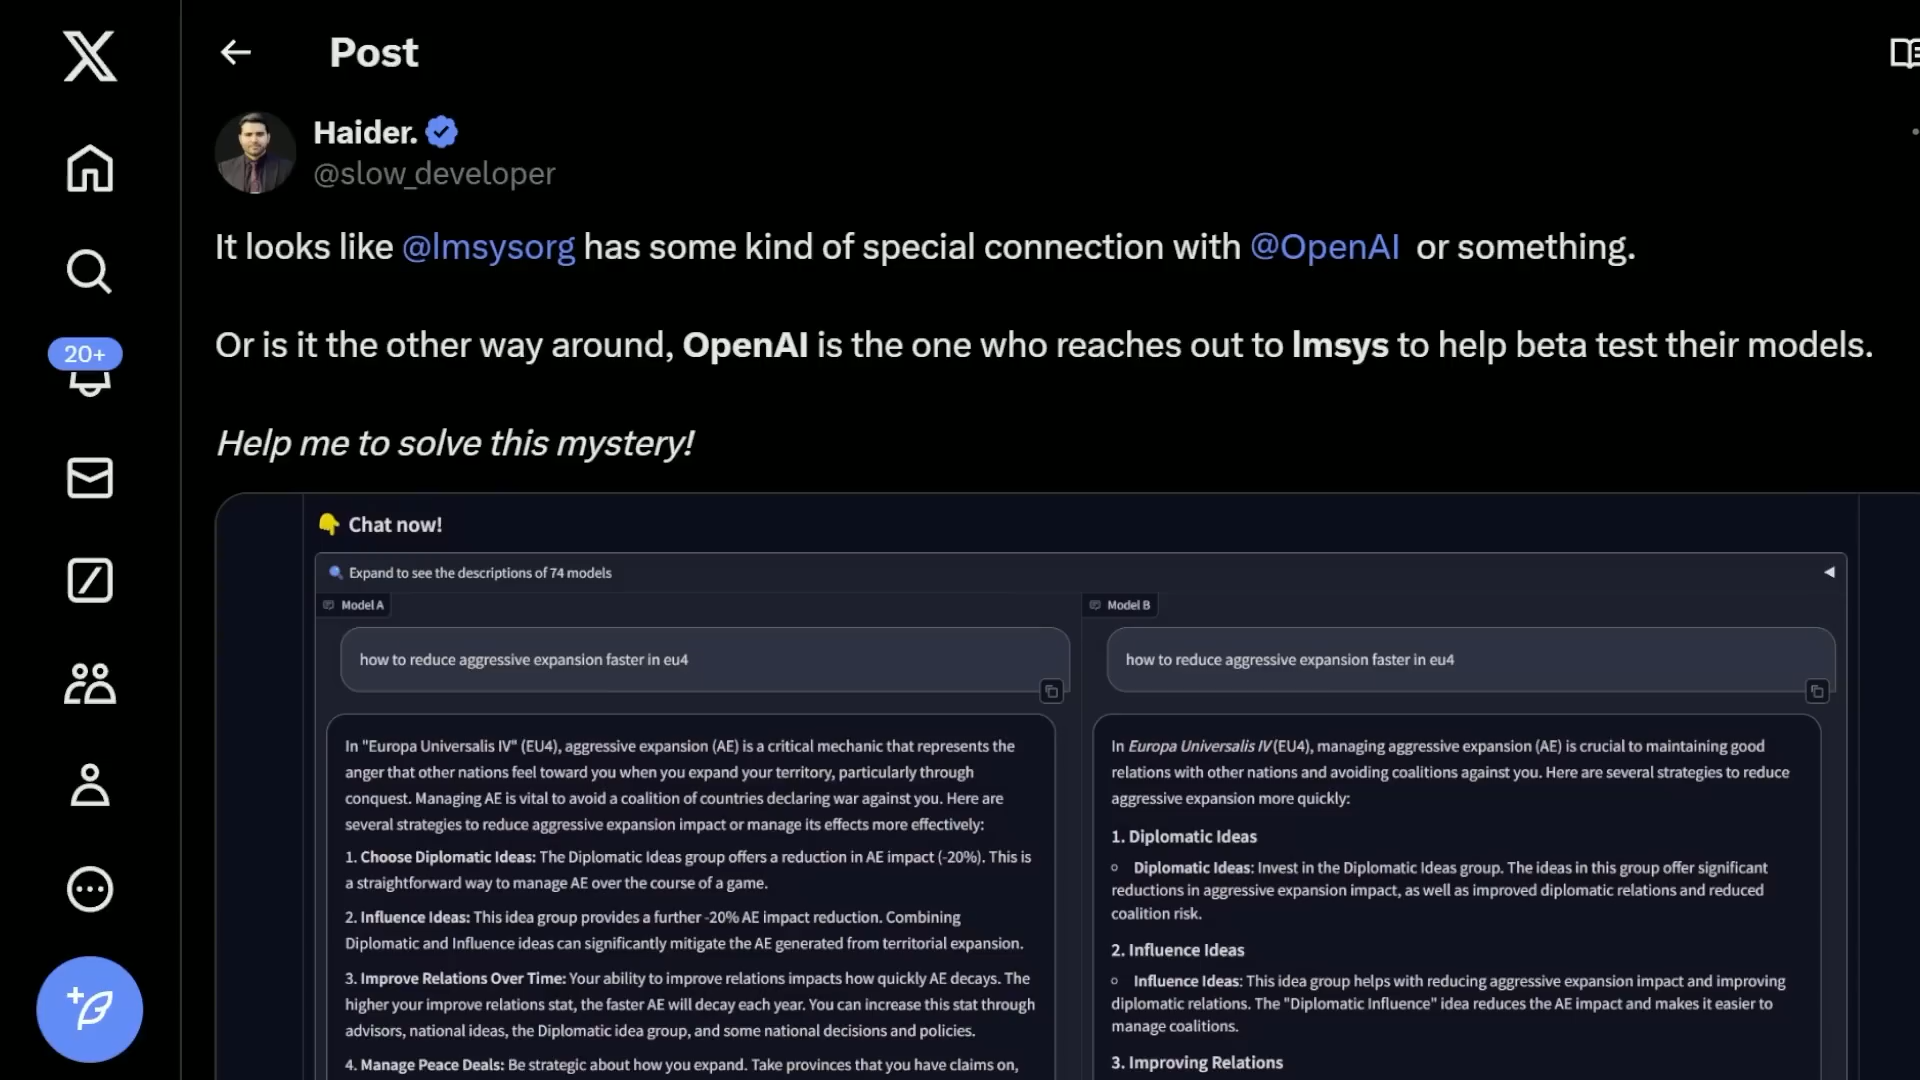 Post
Haider.
@slow_developer
It looks like @lmsysorg has some kind of special connection with @OpenAI or something.
Or is it the other way around, OpenAI is the one who reaches out to lmsys to help beta test their models.
Help me to solve this mystery!
20+
Chat now!
Expand to see the descriptions of 74 models
Model A
how to reduce aggressive expansion faster in eu4
In "Europa Universalis IV" (EU4), aggressive expansion (AE) is a critical mechanic that represents the
anger that other nations feel toward you when you expand your territory, particularly through
conquest. Managing AE is vital to avoid a coalition of countries declaring war against you. Here are
several strategies to reduce aggressive expansion impact or manage its effects more effectively:
1. Choose Diplomatic Ideas: The Diplomatic Ideas group offers a reduction in AE impact (-20%). This is
a straightforward way to manage AE over the course of a game.
2. Influence Ideas: This idea group provides a further -20% AE impact reduction. Combining
Diplomatic and Influence ideas can significantly mitigate the AE generated from territorial expansion.
3. Improve Relations Over Time: Your ability to improve relations impacts how quickly AE decays. The
higher your improve relations stat, the faster AE will decay each year. You can increase this stat through
advisors, national ideas, the Diplomatic idea group, and some national decisions and policies.
4. Manage Peace Deals: Be strategic about how you expand. Take provinces that you have claims on,
Model B
how to reduce aggressive expansion faster in eu4
In Europa Universalis IV (EU4), managing aggressive expansion (AE) is crucial to maintaining good
relations with other nations and avoiding coalitions against you. Here are several strategies to reduce
aggressive expansion more quickly:
1. Diplomatic Ideas
Diplomatic Ideas: Invest in the Diplomatic Ideas group. The ideas in this group offer significant
reductions in aggressive expansion impact, as well as improved diplomatic relations and reduced
coalition risk.
2. Influence Ideas
Influence Ideas: This idea group helps with reducing aggressive expansion impact and improving
diplomatic relations. The "Diplomatic Influence" idea reduces the AE impact and makes it easier to
manage coalitions.
3. Improving Relations